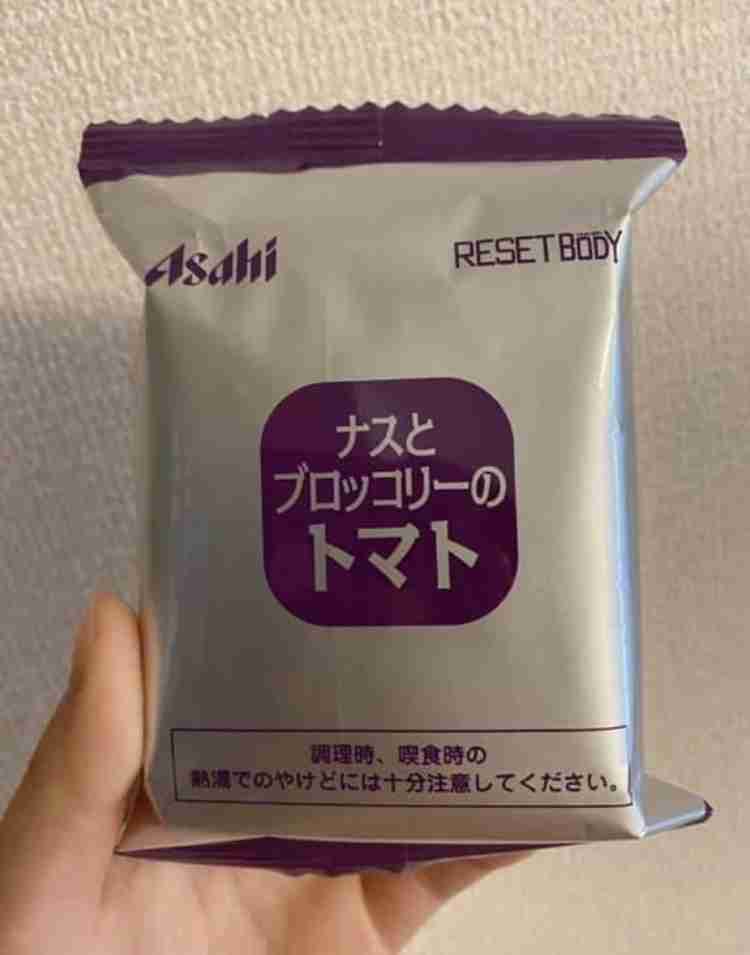 Asahi
RESET BODY
ナスと
ブロッコリーの
トマト
調理時、喫食時の
熱湯でのやけどには十分注意してください。